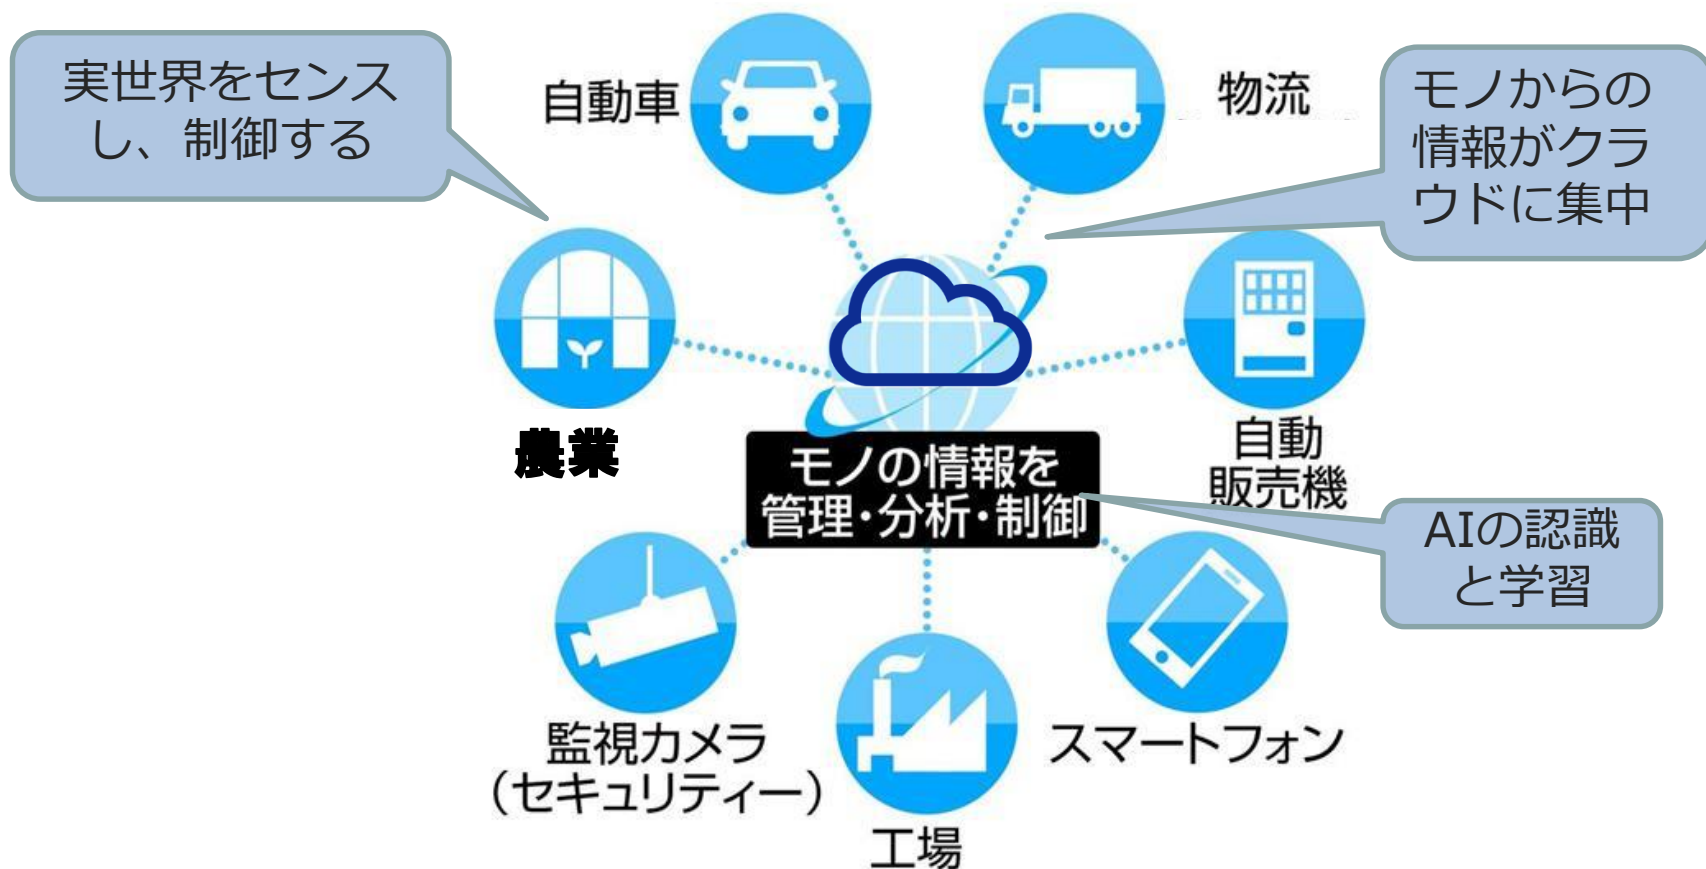 実世界をセンス
し、制御する
自動車
物流
モノからの
情報がクラ
ウドに集中
農業
モノの情報を
管理・分析・制御
自動
販売機
AIの認識
と学習
監視カメラ
（セキュリティー）
工場
スマートフォン